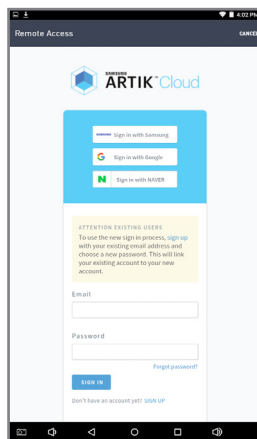 4:02 PM
Remote Access
CANCEL
SAMSUNG
ARTIK™ Cloud
SAMSUNG Sign in with Samsung
G Sign in with Google
N Sign in with NAVER
ATTENTION EXISTING USERS
To use the new sign in process, sign up
with your existing email address and
choose a new password. This will link
your existing account to your new
account.
Email
Password
Forgot password?
SIGN IN
Don't have an account yet? SIGN UP